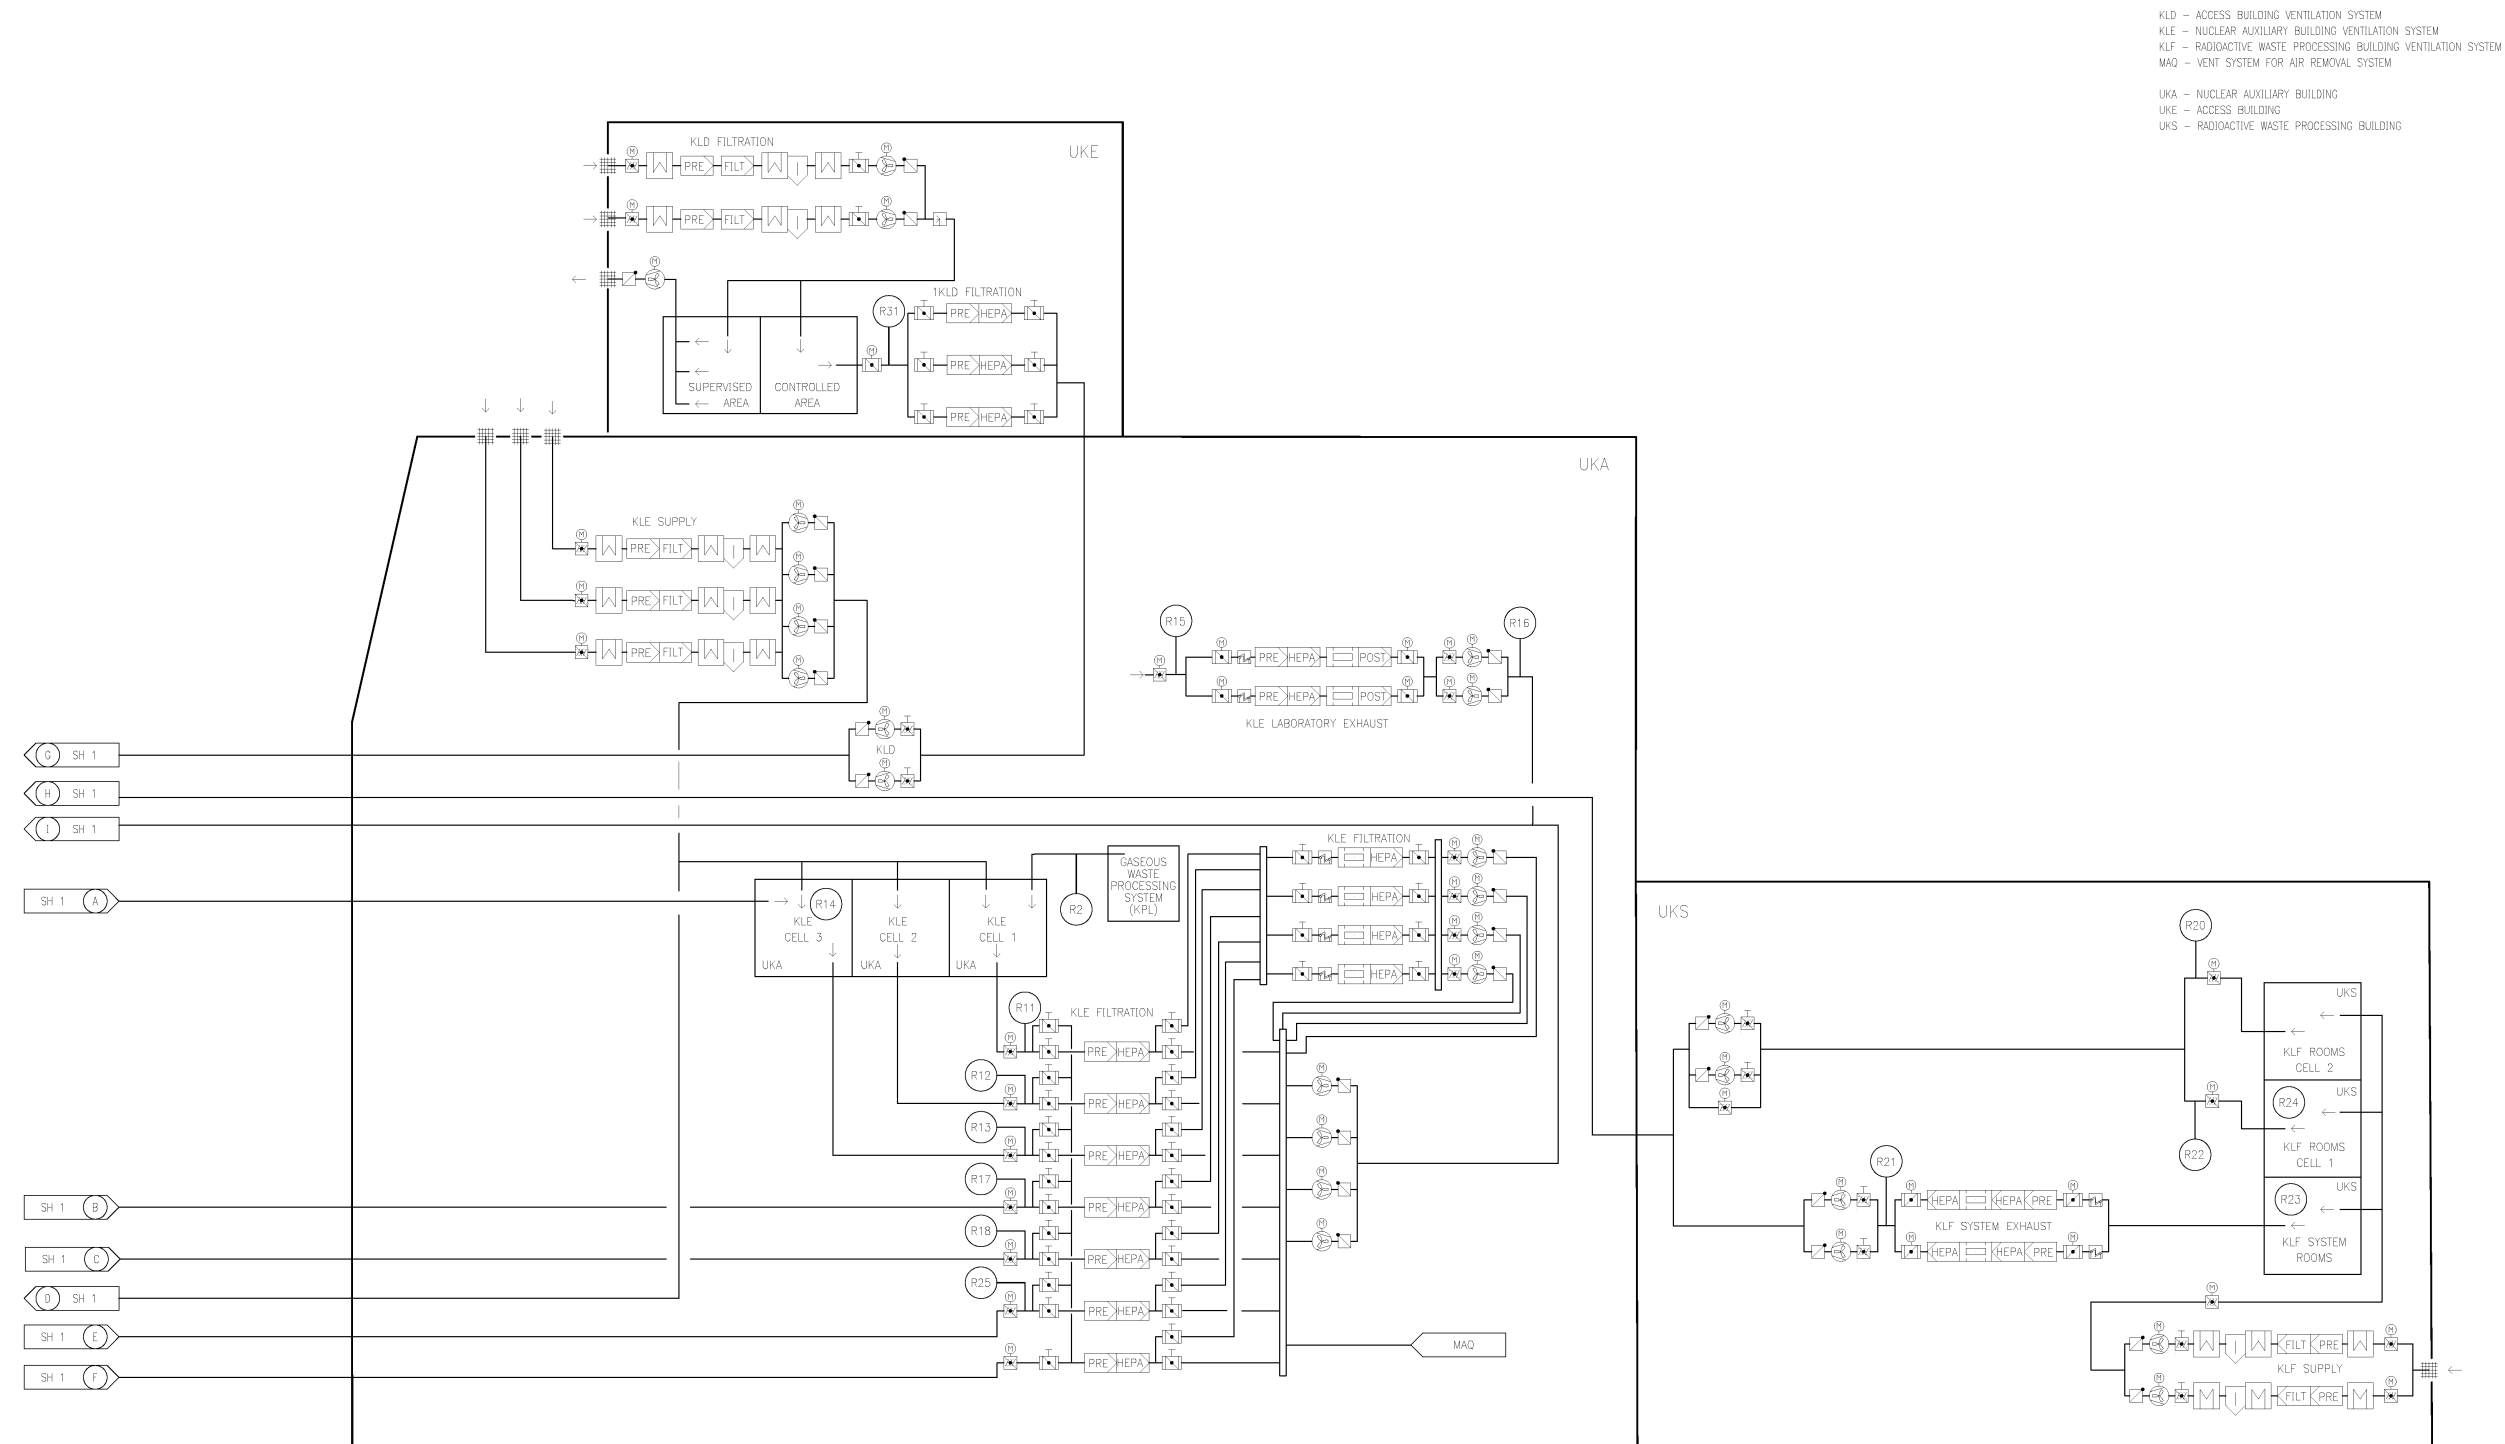 KLD - ACCESS BUILDING VENTILATION SYSTEM
KLE - NUCLEAR AUXILIARY BUILDING VENTILATION SYSTEM
KLF - RADIOACTIVE WASTE PROCESSING BUILDING VENTILATION SYSTEM
MAQ - VENT SYSTEM FOR AIR REMOVAL SYSTEM
UKA - NUCLEAR AUXILIARY BUILDING
UKE - ACCESS BUILDING
UKS - RADIOACTIVE WASTE PROCESSING BUILDING
KLD FILTRATION
UKE
M M
PRE FILT
M M
PRE FILT
M
1KLD FILTRATION
R31
PRE HEPA
M
PRE HEPA
SUPERVISED
AREA
CONTROLLED
AREA
PRE HEPA
UKA
KLE SUPPLY
M
M
PRE FILT
M
M
PRE FILT
M
M
PRE FILT
M
R15
R16
M M M M
M
PRE HEPA POST
M M M M
PRE HEPA POST
KLE LABORATORY EXHAUST
M
KLD
M
G SH 1
H SH 1
I SH 1
SH 1 A
GASEOUS
WASTE
PROCESSING
SYSTEM
(KPL)
R2
R14
KLE
CELL 3
UKA
KLE
CELL 2
UKA
KLE
CELL 1
UKA
KLE FILTRATION
M M
HEPA
M M
HEPA
M M
HEPA
M M
HEPA
R11
KLE FILTRATION
M
PRE HEPA
R12
M
PRE HEPA
R13
M
PRE HEPA
R17
SH 1 B
M
PRE HEPA
R18
SH 1 C
M
PRE HEPA
R25
D SH 1
M
PRE HEPA
SH 1 E
M
PRE HEPA
SH 1 F
M
M
M
M
MAQ
UKS
R20
M
M
M
M
M
R22
UKS
KLF ROOMS
CELL 2
UKS
R24
KLF ROOMS
CELL 1
UKS
R23
KLF SYSTEM
ROOMS
R21
M M M
HEPA HEPA PRE
KLF SYSTEM EXHAUST
M M M
HEPA HEPA PRE
M
M M
FILT PRE
KLF SUPPLY
M M
FILT PRE